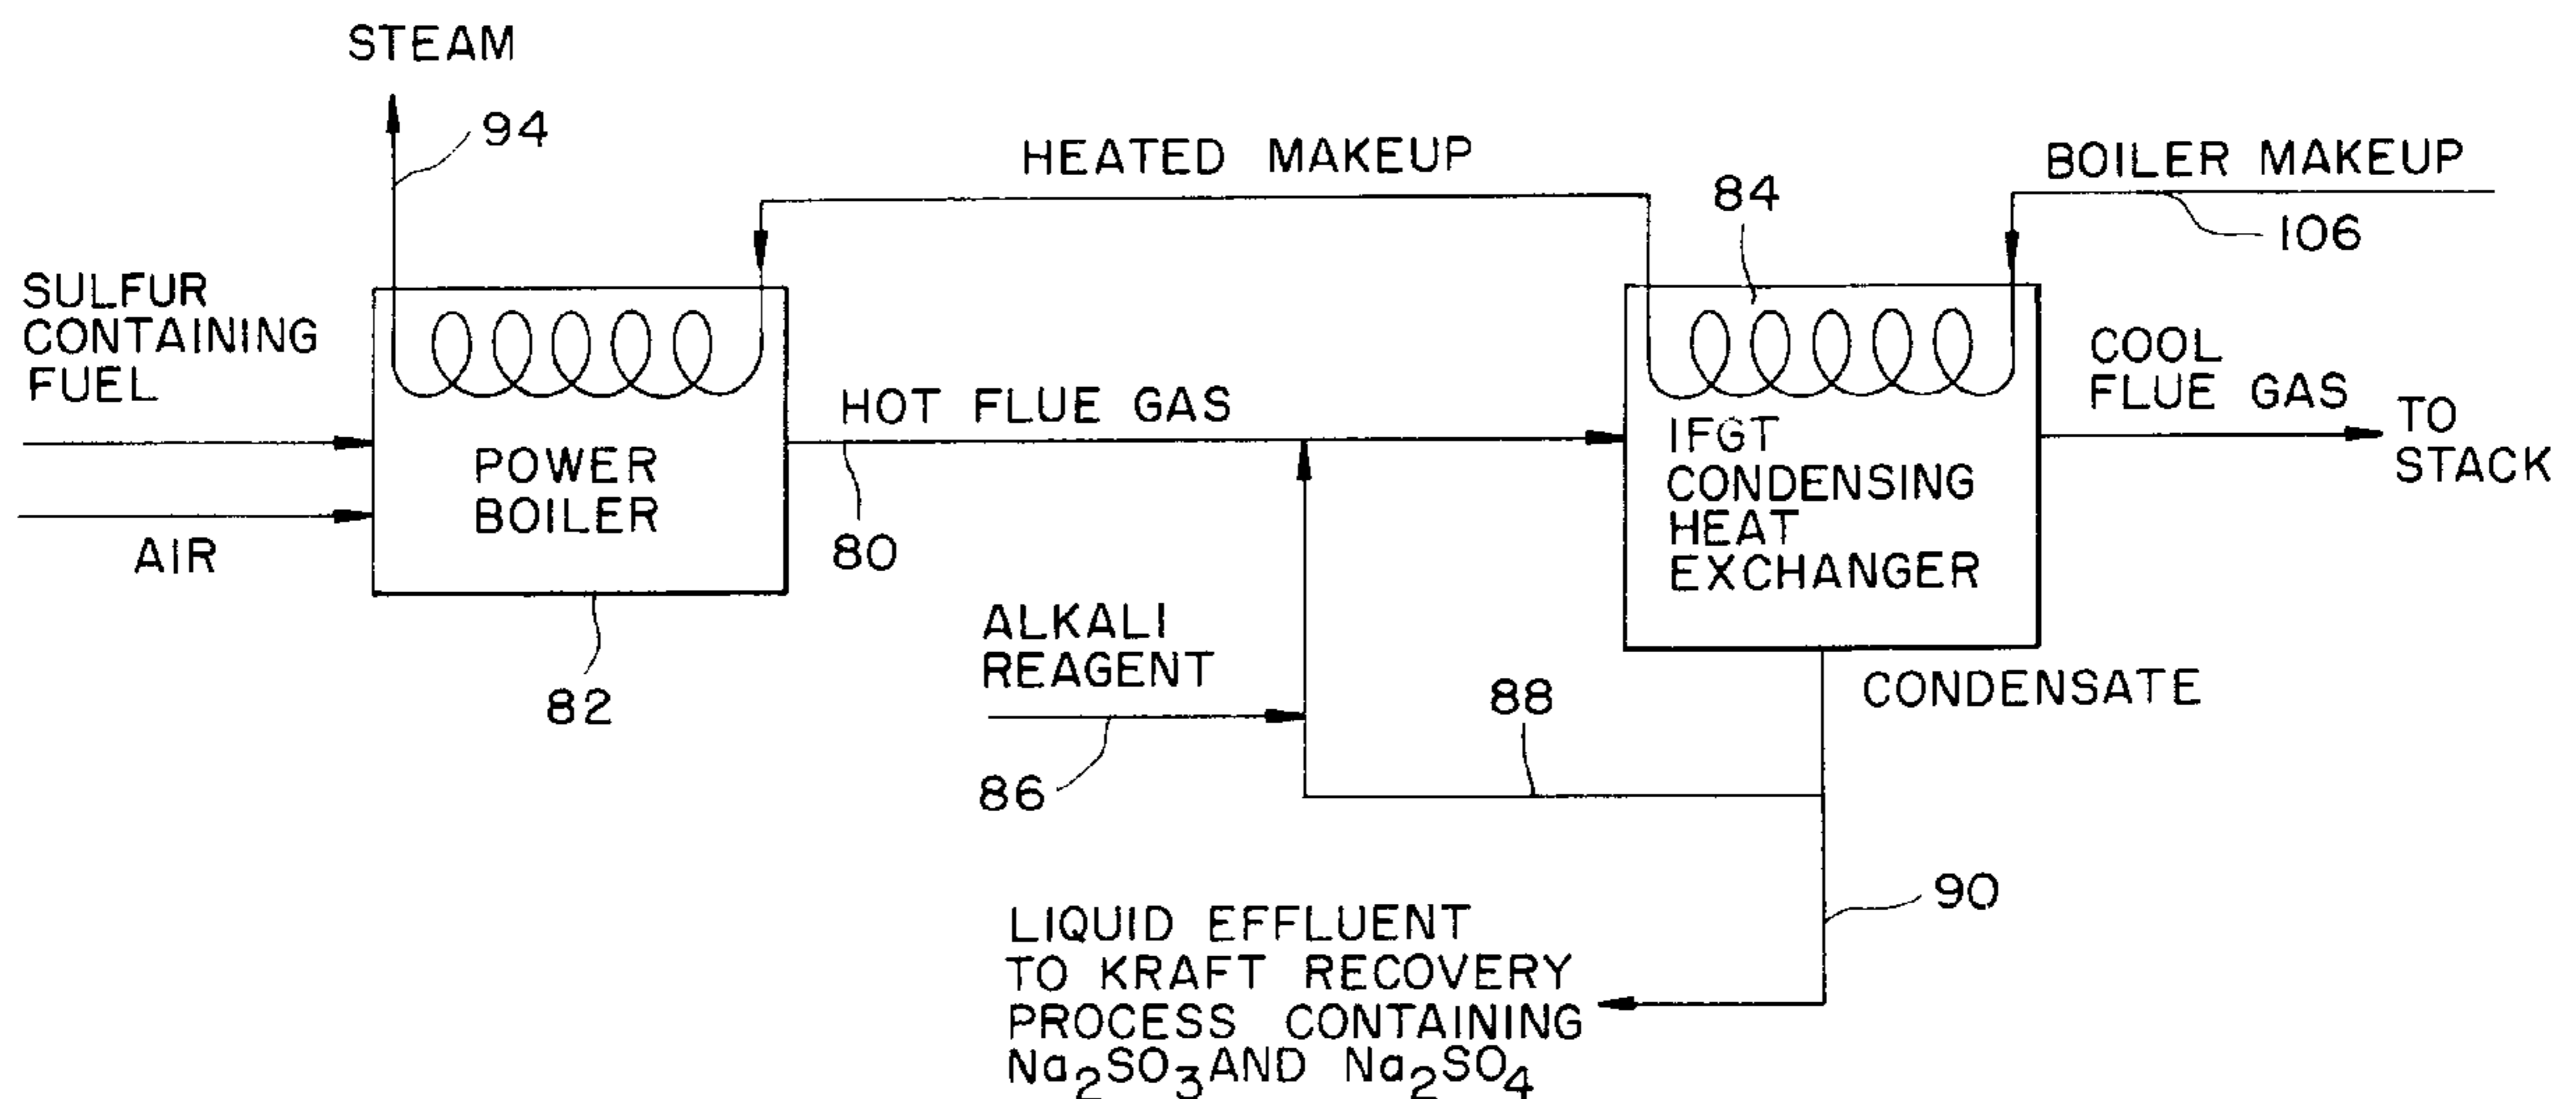 STEAM
94
HEATED MAKEUP
BOILER MAKEUP
84
106
SULFUR
CONTAINING
FUEL
COOL
FLUE GAS
HOT FLUE GAS
TO
STACK
IFGT
CONDENSING
HEAT
EXCHANGER
POWER
BOILER
AIR
80
82
ALKALI
REAGENT
86
88
CONDENSATE
90
LIQUID EFFLUENT
TO KRAFT RECOVERY
PROCESS CONTAINING
Na₂SO₃ AND Na₂SO₄